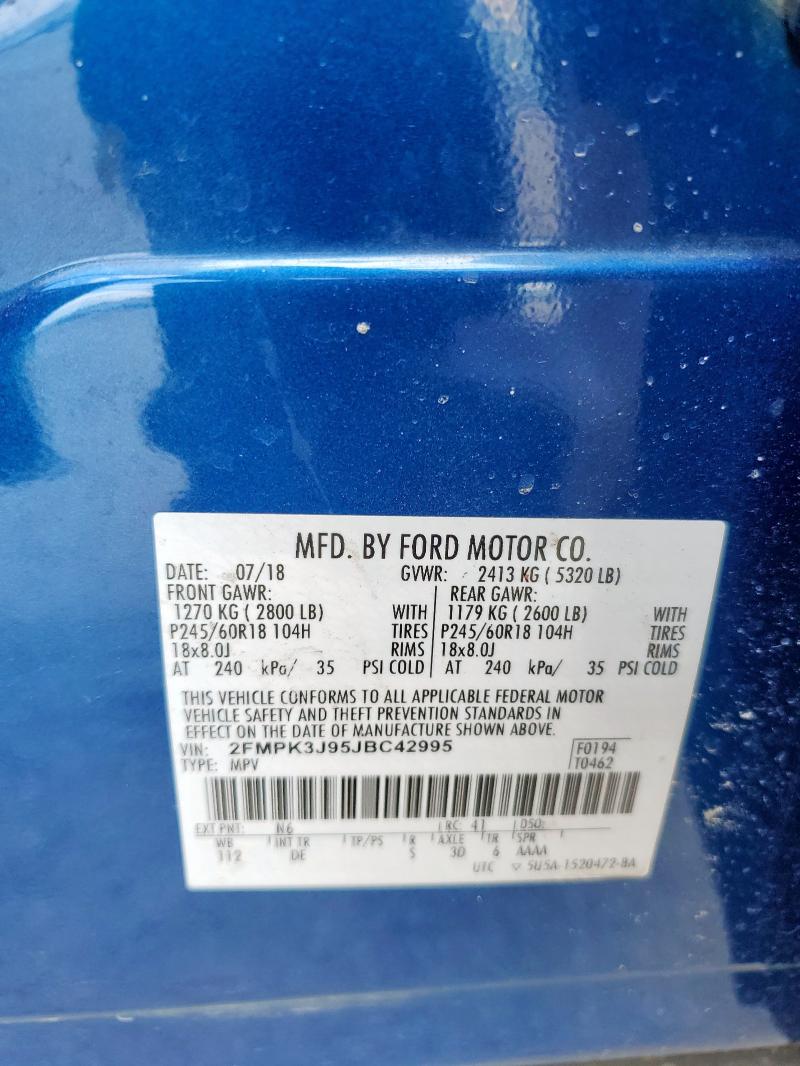 MFD. BY FORD MOTOR CO.
DATE: 07/18 GVWR: 2413 KG ( 5320 LB)
FRONT GAWR: REAR GAWR:
1270 KG ( 2800 LB) WITH 1179 KG ( 2600 LB) WITH
P245/60R18 104H TIRES P245/60R18 104H TIRES
18x8.0J RIMS 18x8.0J RIMS
AT 240 kPa/ 35 PSI COLD AT 240 kPa/ 35 PSI COLD
THIS VEHICLE CONFORMS TO ALL APPLICABLE FEDERAL MOTOR
VEHICLE SAFETY AND THEFT PREVENTION STANDARDS IN
EFFECT ON THE DATE OF MANUFACTURE SHOWN ABOVE.
VIN: 2FMPK3J95JBC42995 F0194
TYPE: MPV T0462
EXT PNT: N6 RC: 41 DSO:
WB INT TR TP/PS R AXLE TR SPR
112 DE S 3D 6 AAAA
UTC ▽ 5U5A-1520472-BA